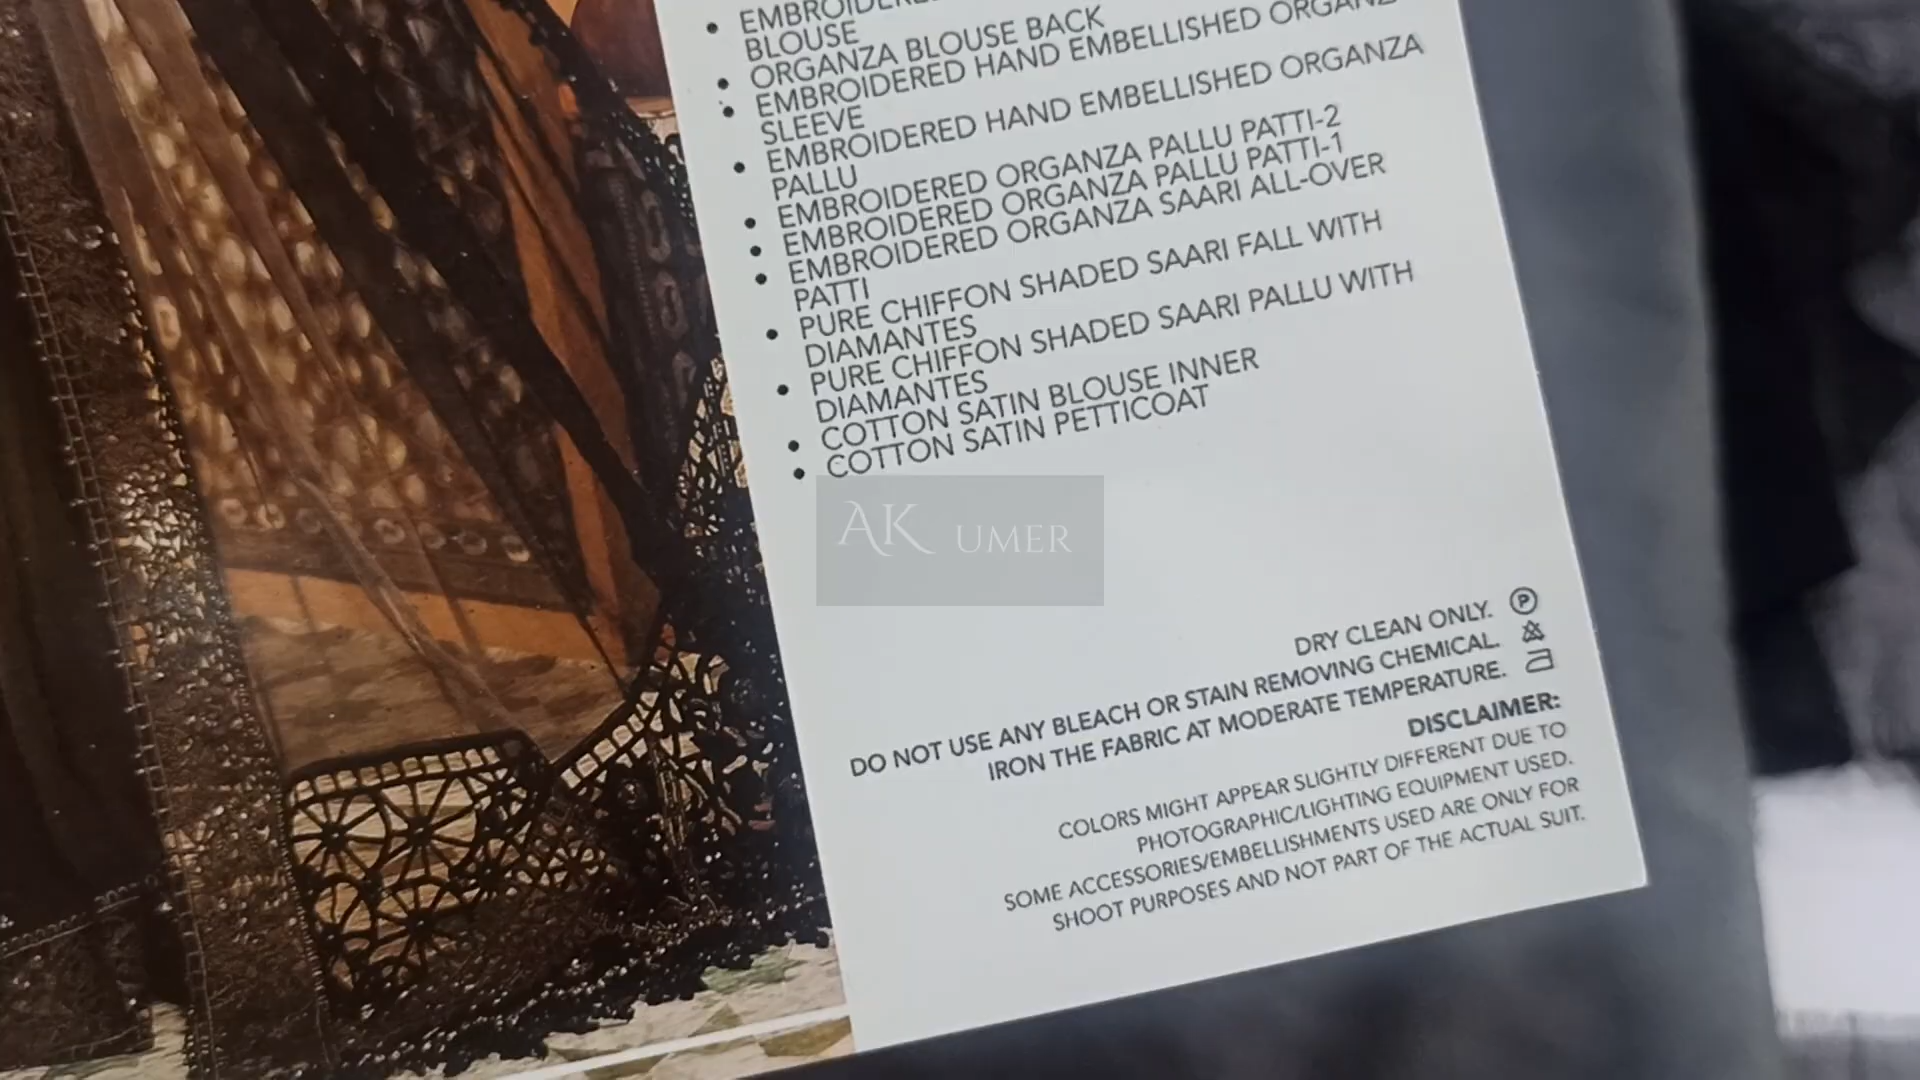 EMBROIDERED
BLOUSE
ORGANZA BLOUSE BACK
EMBROIDERED HAND EMBELLISHED ORGANZA
SLEEVE
EMBROIDERED HAND EMBELLISHED ORGANZA
PALLU
EMBROIDERED ORGANZA PALLU PATTI-2
EMBROIDERED ORGANZA PALLU PATTI-1
EMBROIDERED ORGANZA SAARI ALL-OVER
PATTI
PURE CHIFFON SHADED SAARI FALL WITH
DIAMANTES
PURE CHIFFON SHADED SAARI PALLU WITH
DIAMANTES
COTTON SATIN BLOUSE INNER
COTTON SATIN PETTICOAT
AK UMER
DRY CLEAN ONLY. P
DO NOT USE ANY BLEACH OR STAIN REMOVING CHEMICAL.
IRON THE FABRIC AT MODERATE TEMPERATURE.
DISCLAIMER:
COLORS MIGHT APPEAR SLIGHTLY DIFFERENT DUE TO
PHOTOGRAPHIC/LIGHTING EQUIPMENT USED.
SOME ACCESSORIES/EMBELLISHMENTS USED ARE ONLY FOR
SHOOT PURPOSES AND NOT PART OF THE ACTUAL SUIT.